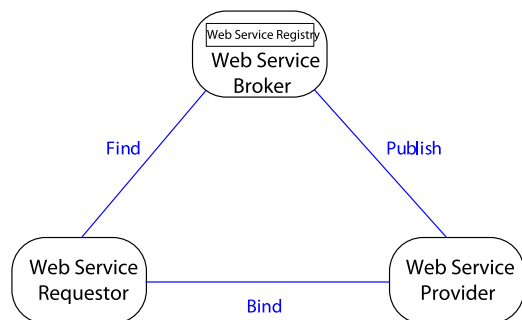 Web Service Registry
Web Service
Broker
Find
Publish
Web Service
Requestor
Web Service
Provider
Bind